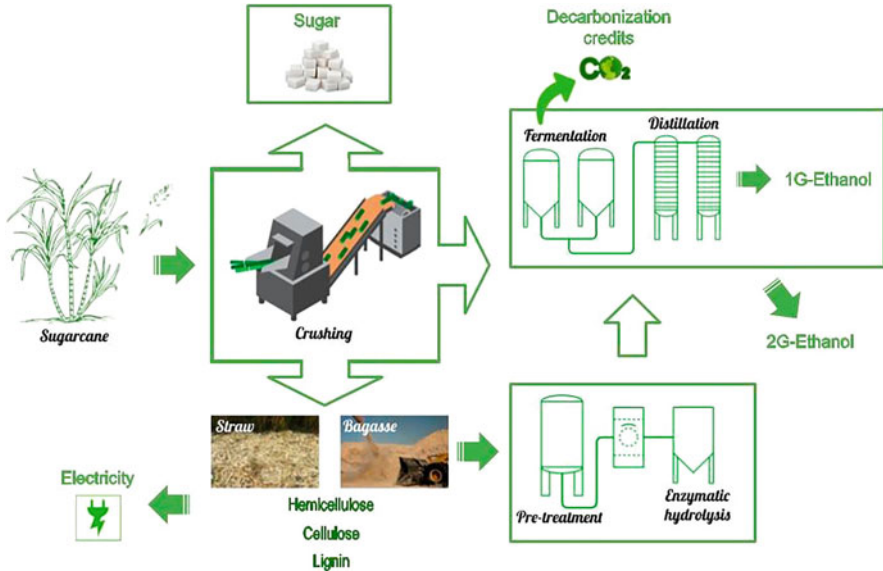 Sugar
Decarbonization
credits
CO2
Fermentation
Distillation
1G-Ethanol
Sugarcane
Crushing
2G-Ethanol
Straw
Bagasse
Electricity
Hemicellulose
Cellulose
Lignin
Pre-treatment
Enzymatic
hydrolysis